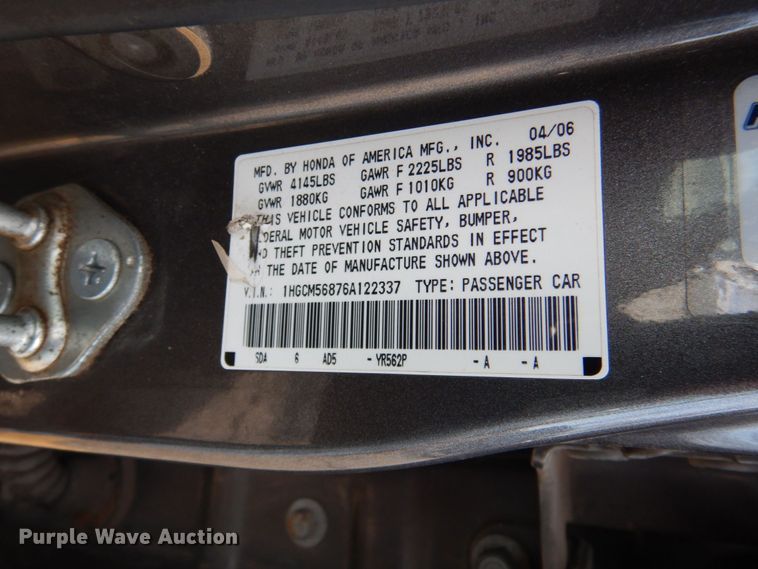 MFD. BY HONDA OF AMERICA MFG., INC. 04/06
GVWR 4145LBS GAWR F 2225LBS R 1985LBS
GVWR 1880KG GAWR F 1010KG R 900KG
THIS VEHICLE CONFORMS TO ALL APPLICABLE
DERAL MOTOR VEHICLE SAFETY, BUMPER,
D THEFT PREVENTION STANDARDS IN EFFECT
THE DATE OF MANUFACTURE SHOWN ABOVE.
V.I.N.: 1HGCM56876A122337 TYPE: PASSENGER CAR
SDA 6 AD5 - YR562P - A - A
Purple Wave Auction